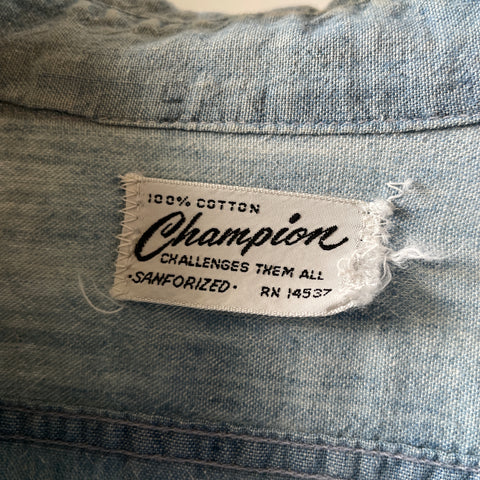 100% COTTON
Champion
CHALLENGES THEM ALL
·SANFORIZED· RN 14537